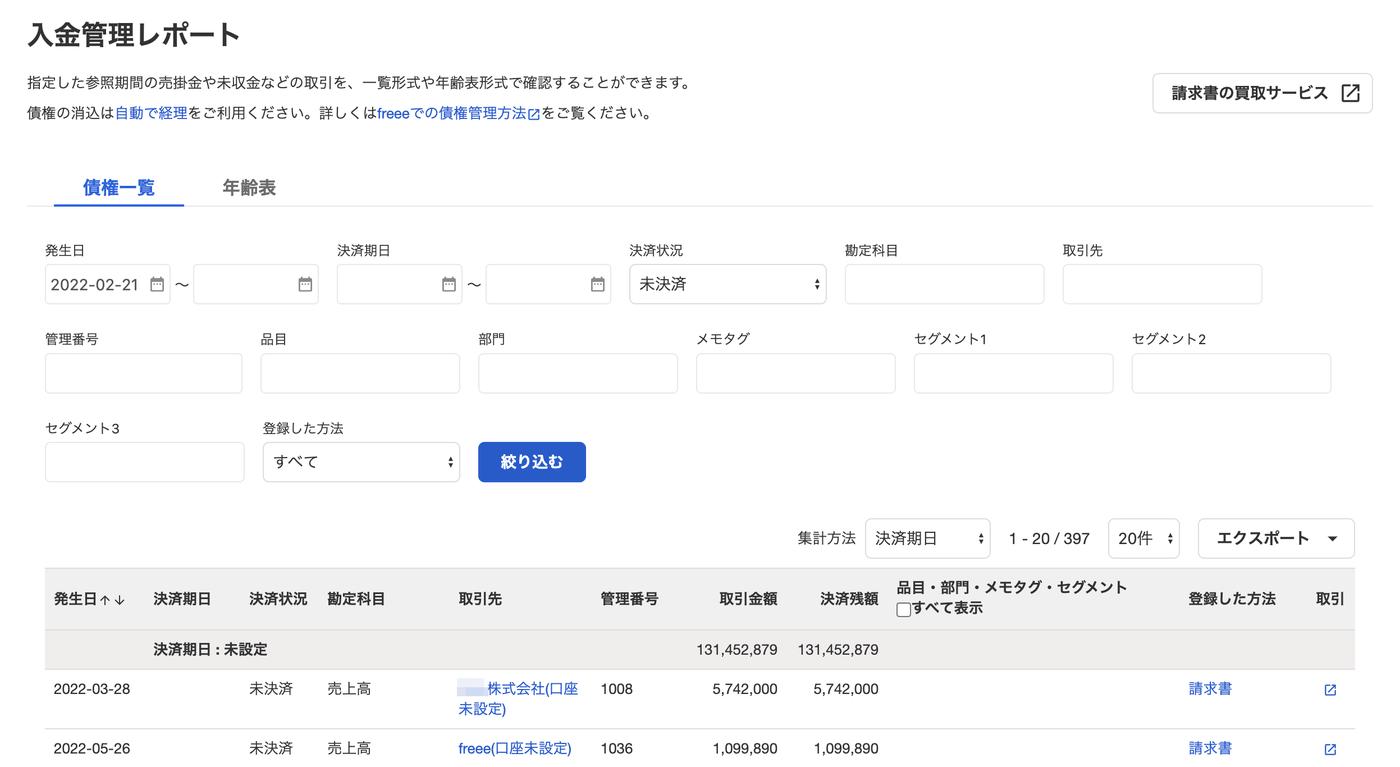 入金管理レポート
指定した参照期間の売掛金や未収金などの取引を、一覧形式や年齢表形式で確認することができます。
債権の消込は自動で経理をご利用ください。詳しくはfreeeでの債権管理方法をご覧ください。
請求書の買取サービス
債権一覧 年齢表
発生日 決済期日 決済状況 勘定科目 取引先
2022-02-21 〜 〜 未決済
管理番号 品目 部門 メモタグ セグメント1 セグメント2
セグメント3 登録した方法
すべて 絞り込む
集計方法 決済期日 1 - 20 / 397 20件 エクスポート
発生日↑↓ 決済期日 決済状況 勘定科目 取引先 管理番号 取引金額 決済残額 品目・部門・メモタグ・セグメント 登録した方法 取引
すべて表示
決済期日 : 未設定 131,452,879 131,452,879
2022-03-28 未決済 売上高 株式会社(口座 1008 5,742,000 5,742,000 請求書
未設定)
2022-05-26 未決済 売上高 freee(口座未設定) 1036 1,099,890 1,099,890 請求書